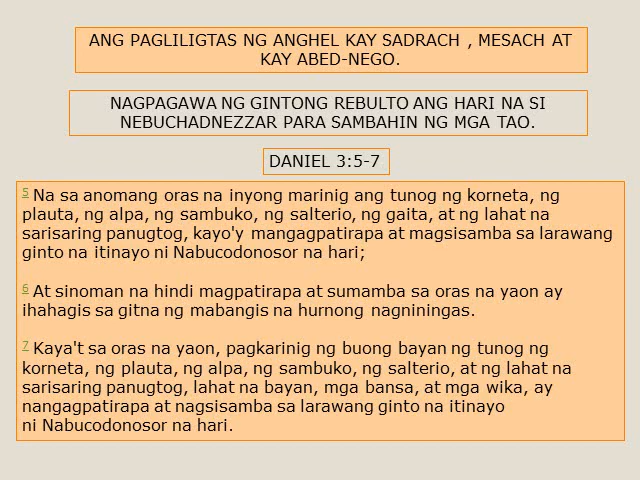 ANG PAGLILIGTAS NG ANGHEL KAY SADRACH , MESACH AT
KAY ABED-NEGO.
NAGPAGAWA NG GINTONG REBULTO ANG HARI NA SI
NEBUCHADNEZZAR PARA SAMBAHIN NG MGA TAO.
DANIEL 3:5-7
5 Na sa anomang oras na inyong marinig ang tunog ng korneta, ng
plauta, ng alpa, ng sambuko, ng salterio, ng gaita, at ng lahat na
sarisaring panugtog, kayo'y mangagpatirapa at magsisamba sa larawang
ginto na itinayo ni Nabucodonosor na hari;
6 At sinoman na hindi magpatirapa at sumamba sa oras na yaon ay
ihahagis sa gitna ng mabangis na hurnong nagniningas.
7 Kaya't sa oras na yaon, pagkarinig ng buong bayan ng tunog ng
korneta, ng plauta, ng alpa, ng sambuko, ng salterio, at ng lahat na
sarisaring panugtog, lahat na bayan, mga bansa, at mga wika, ay
nangagpatirapa at nagsisamba sa larawang ginto na itinayo
ni Nabucodonosor na hari.